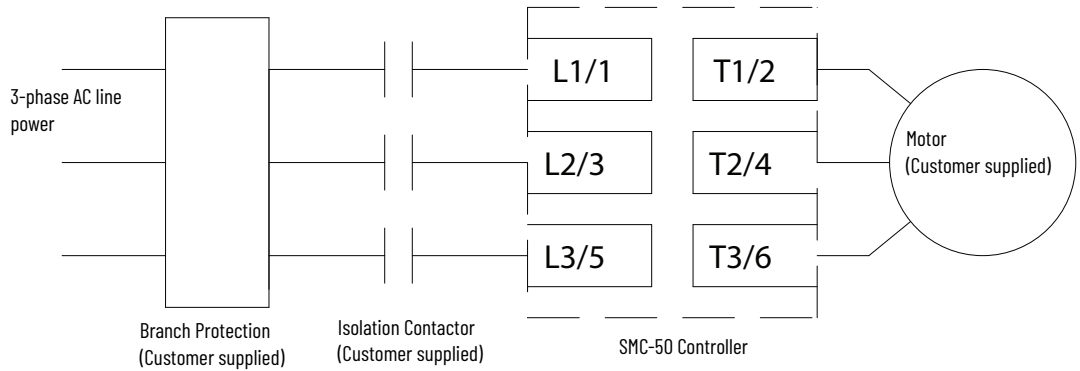 3-phase AC line
power
L1/1
T1/2
L2/3
T2/4
L3/5
T3/6
Motor
(Customer supplied)
Branch Protection
(Customer supplied)
Isolation Contactor
(Customer supplied)
SMC-50 Controller